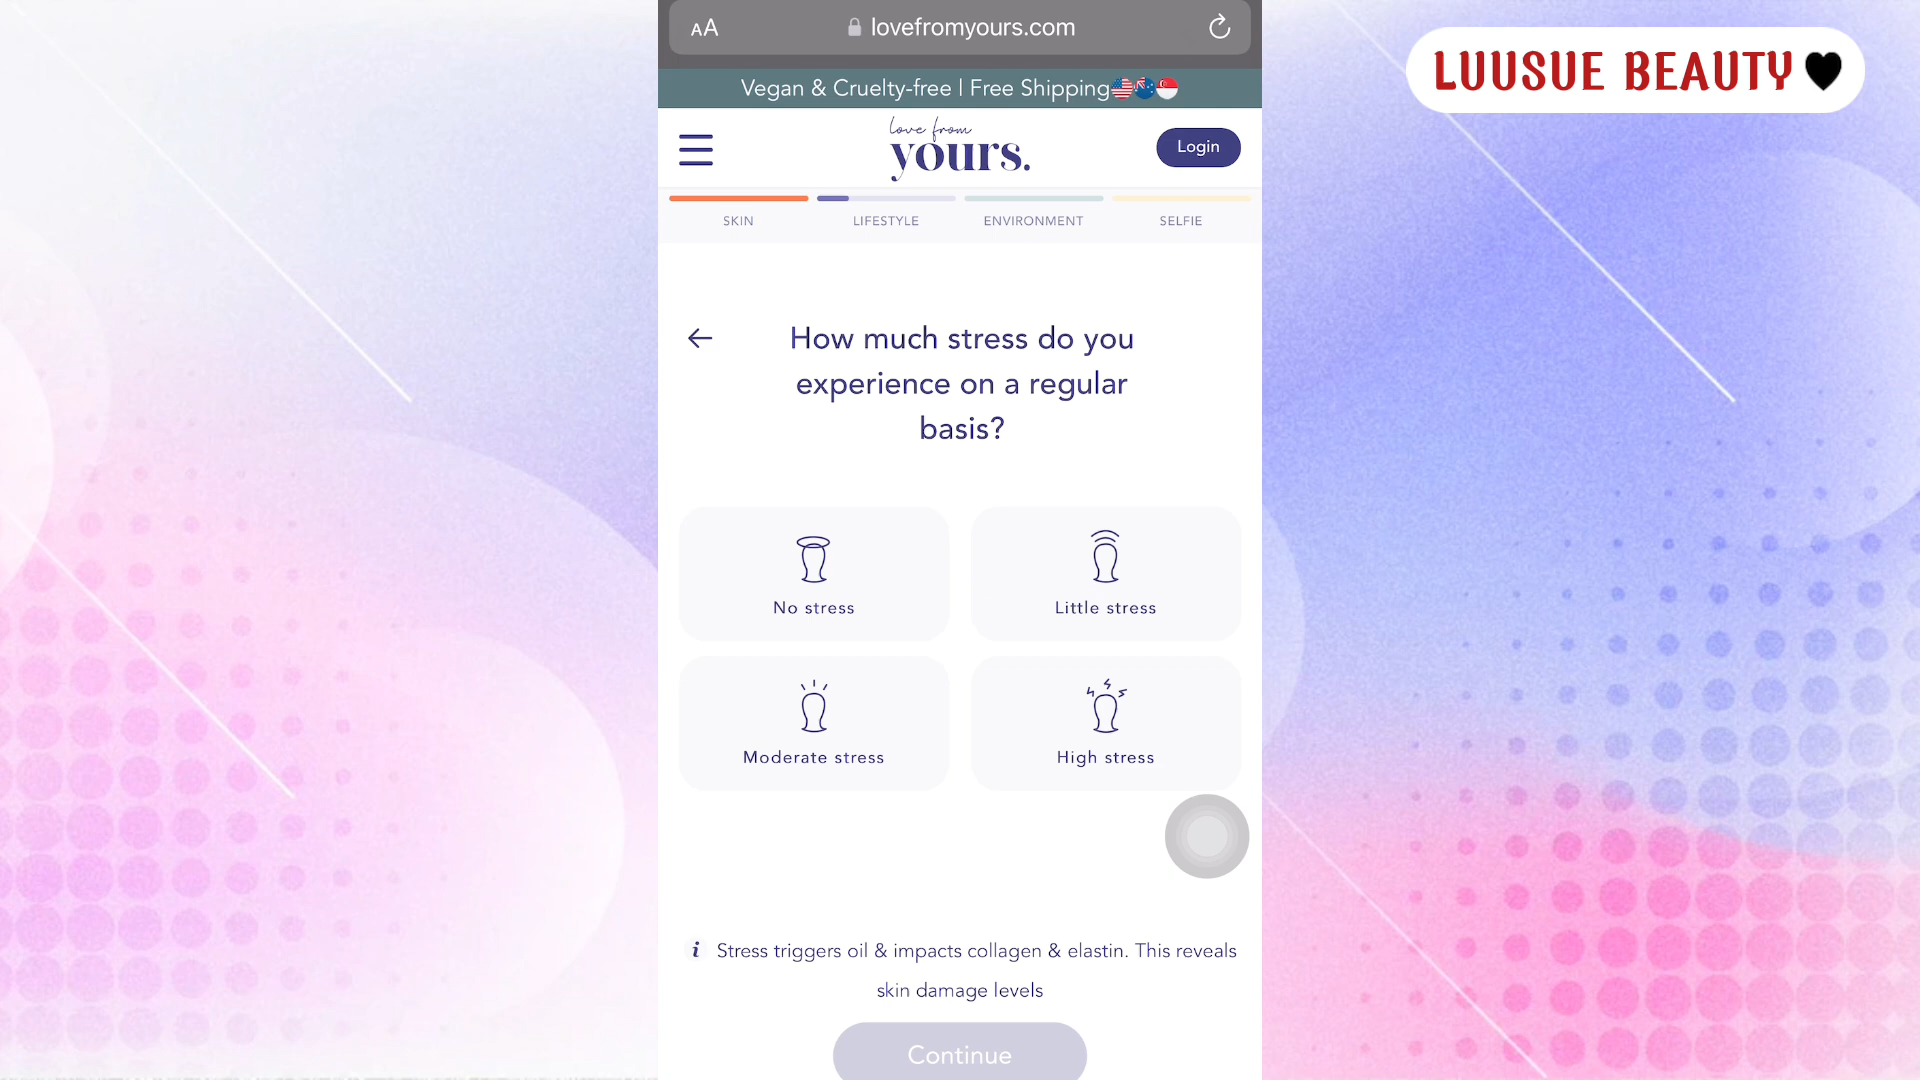 AA lovefromyours.com
LUUSUE BEAUTY
Vegan & Cruelty-free | Free Shipping
love from
yours.
Login
SKIN LIFESTYLE ENVIRONMENT SELFIE
How much stress do you
experience on a regular
basis?
No stress Little stress
Moderate stress High stress
i Stress triggers oil & impacts collagen & elastin. This reveals
skin damage levels
Continue